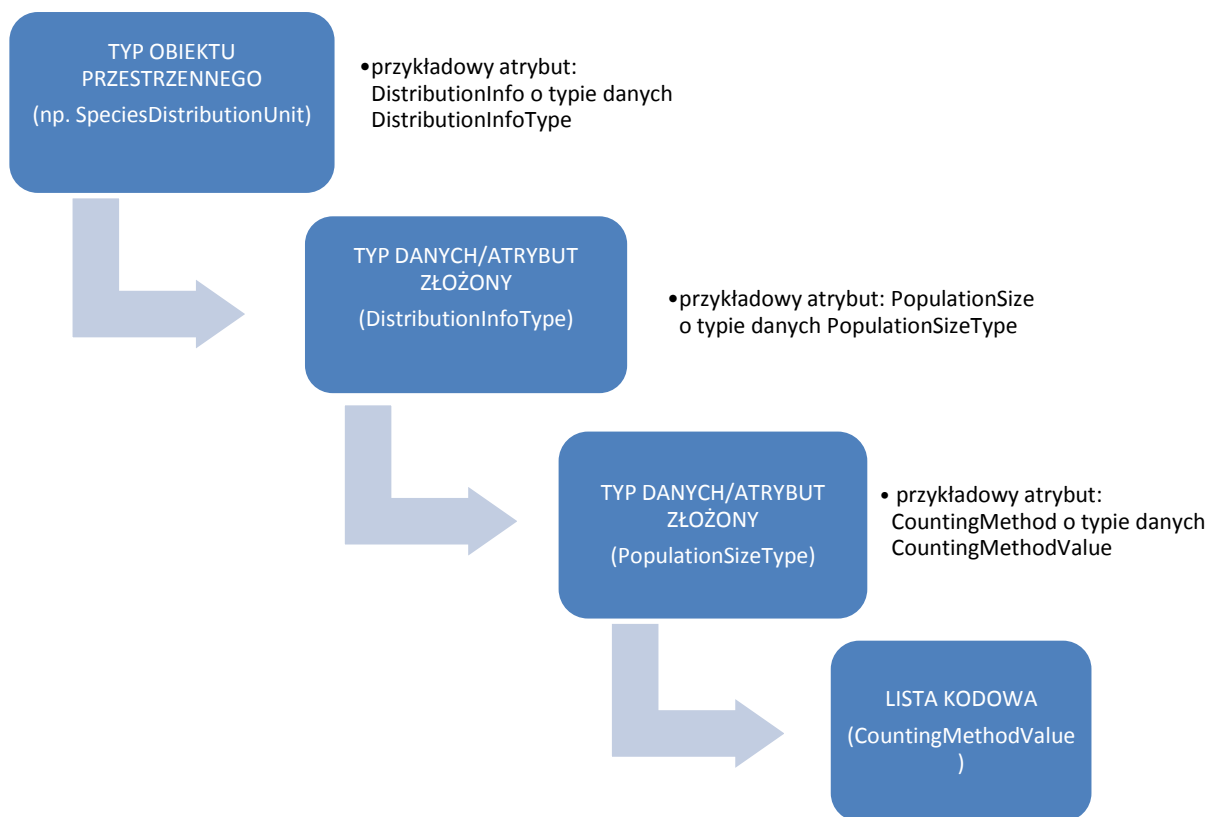 TYP OBIEKTU
PRZESTRZENNEGO
(np. SpeciesDistributionUnit)
•przykładowy atrybut:
DistributionInfo o typie danych
DistributionInfoType
TYP DANYCH/ATRYBUT
ZŁOŻONY
(DistributionInfoType)
•przykładowy atrybut: PopulationSize
o typie danych PopulationSizeType
TYP DANYCH/ATRYBUT
ZŁOŻONY
(PopulationSizeType)
• przykładowy atrybut:
CountingMethod o typie danych
CountingMethodValue
LISTA KODOWA
(CountingMethodValue
)